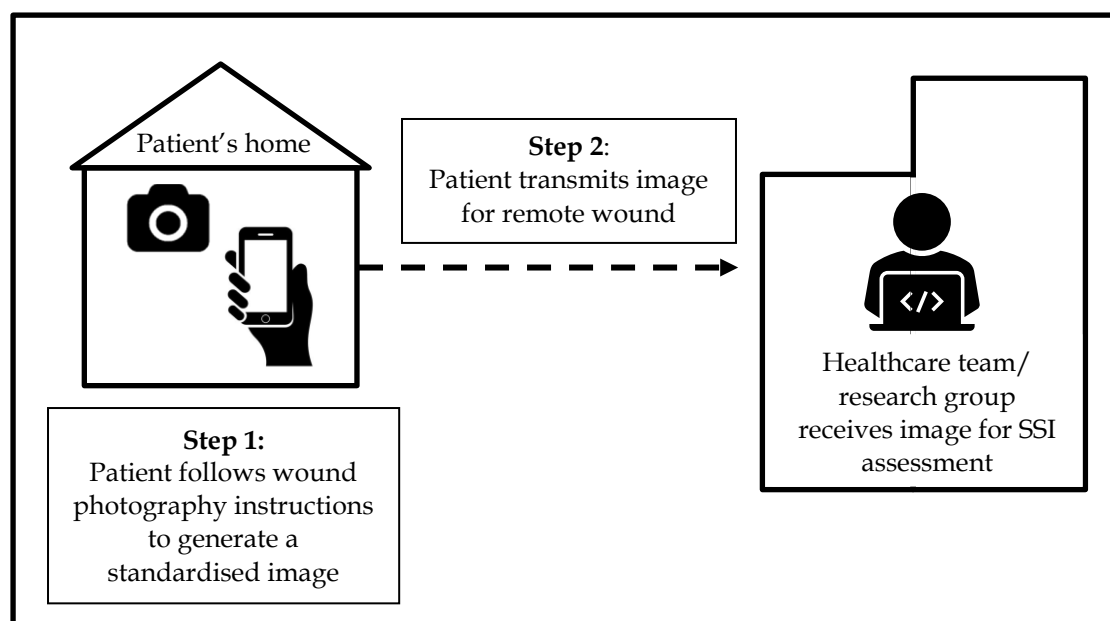 Patient's home
Step 2:
Patient transmits image
for remote wound
</>
Healthcare team/
research group
receives image for SSI
assessment
Step 1:
Patient follows wound
photography instructions
to generate a
standardised image